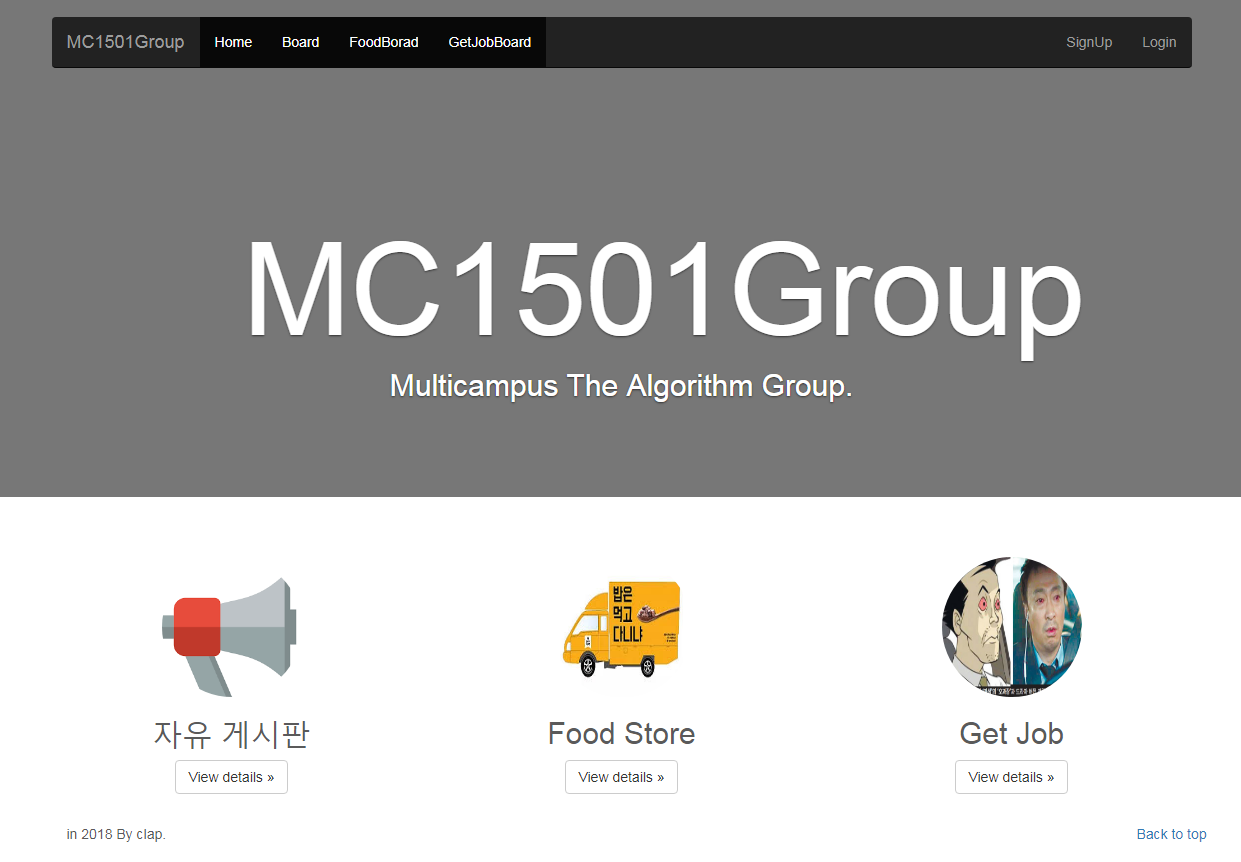 MC1501Group Home Board FoodBorad GetJobBoard SignUp Login
MC1501Group
Multicampus The Algorithm Group.
밥은
먹고
다니냐
자유 게시판 Food Store Get Job
View details » View details » View details »
in 2018 By clap. Back to top